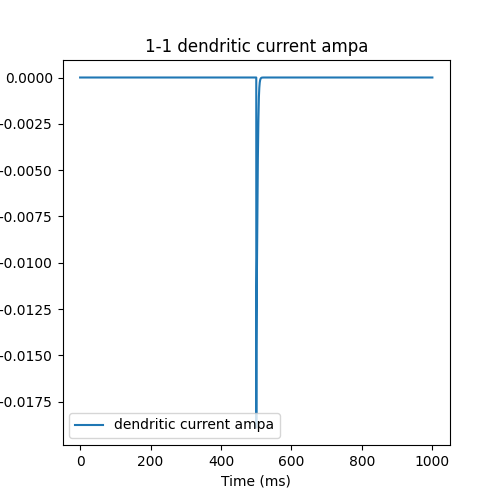 1-1 dendritic current ampa
0.0000
-0.0025
-0.0050
-0.0075
-0.0100
-0.0125
-0.0150
-0.0175
dendritic current ampa
0 200 400 600 800 1000
Time (ms)